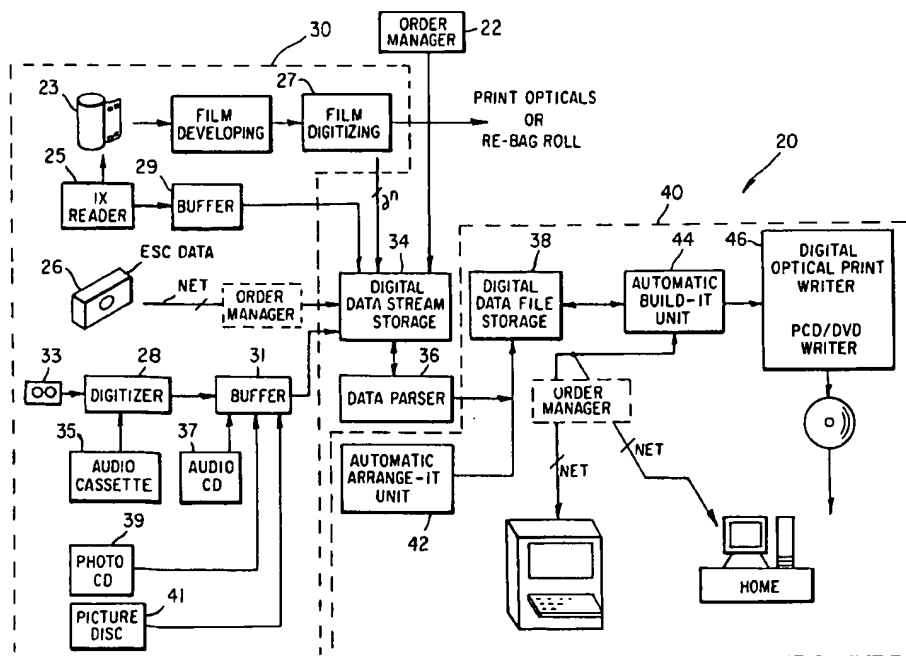 30
ORDER
MANAGER
22
23
FILM
DEVELOPING
27
FILM
DIGITIZING
PRINT OPTICALS
OR
RE-BAG ROLL
20
25
IX
READER
29
BUFFER
2n
ESC DATA
26
NET
ORDER
MANAGER
34
DIGITAL
DATA STREAM
STORAGE
40
38
DIGITAL
DATA FILE
STORAGE
44
AUTOMATIC
BUILD-IT
UNIT
46
DIGITAL
OPTICAL PRINT
WRITER
PCD/DVD
WRITER
33
28
DIGITIZER
31
BUFFER
36
DATA PARSER
ORDER
MANAGER
35
AUDIO
CASSETTE
37
AUDIO
CD
AUTOMATIC
ARRANGE-IT
UNIT
42
NET
NET
39
PHOTO
CD
PICTURE
DISC
41
HOME